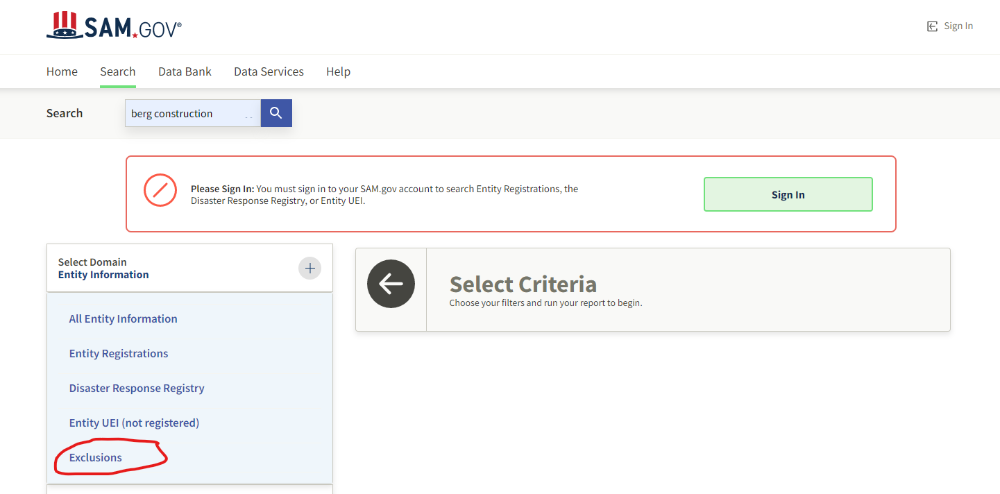 SAM.GOV®
Sign In
Home Search Data Bank Data Services Help
Search
berg construction
Please Sign In: You must sign in to your SAM.gov account to search Entity Registrations, the
Disaster Response Registry, or Entity UEI.
Sign In
Select Domain
Entity Information
All Entity Information
Entity Registrations
Disaster Response Registry
Entity UEI (not registered)
Exclusions
Select Criteria
Choose your filters and run your report to begin.